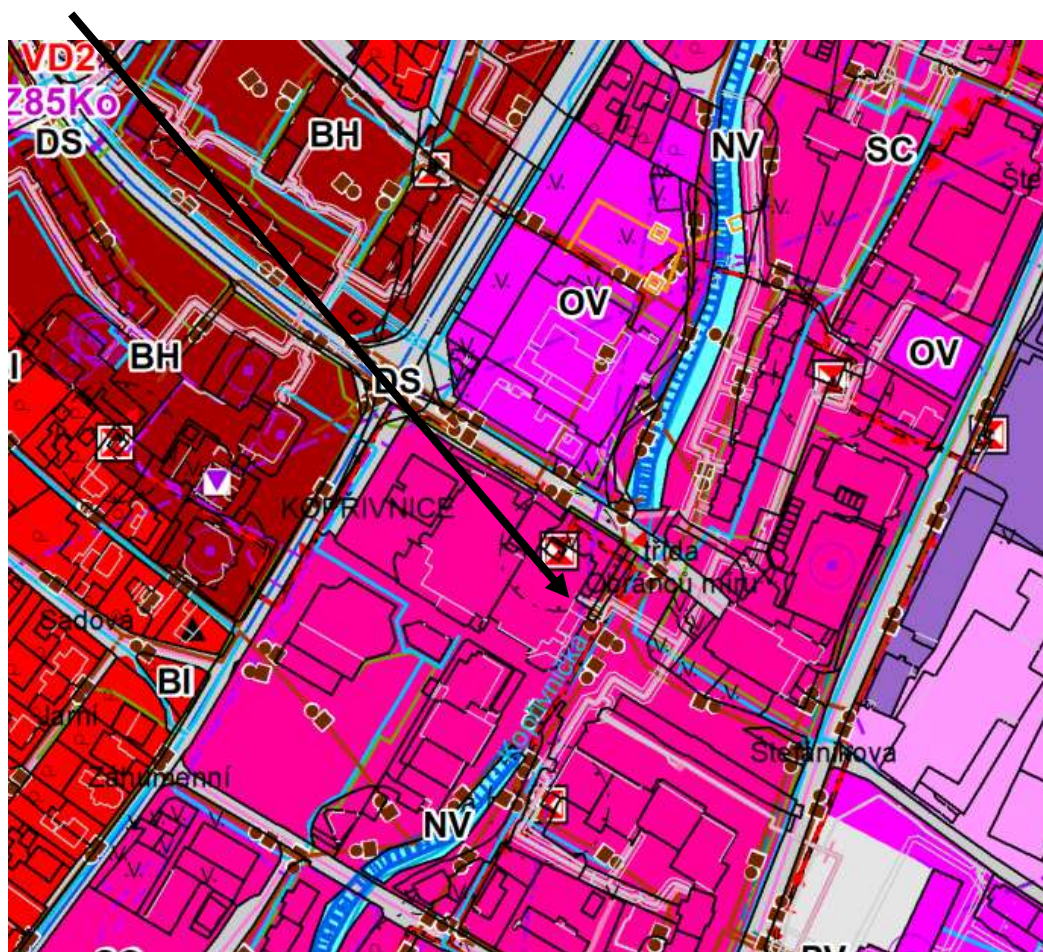 VD2
Z85Ko
DS
BH
NV
SC
Šte
OV
OV
BH
DS
KOPŘIVNICE
třída
Obránců míru
Sadová
BI
Kopřivnička
Jarní
Záhumenní
Štefánikova
NV